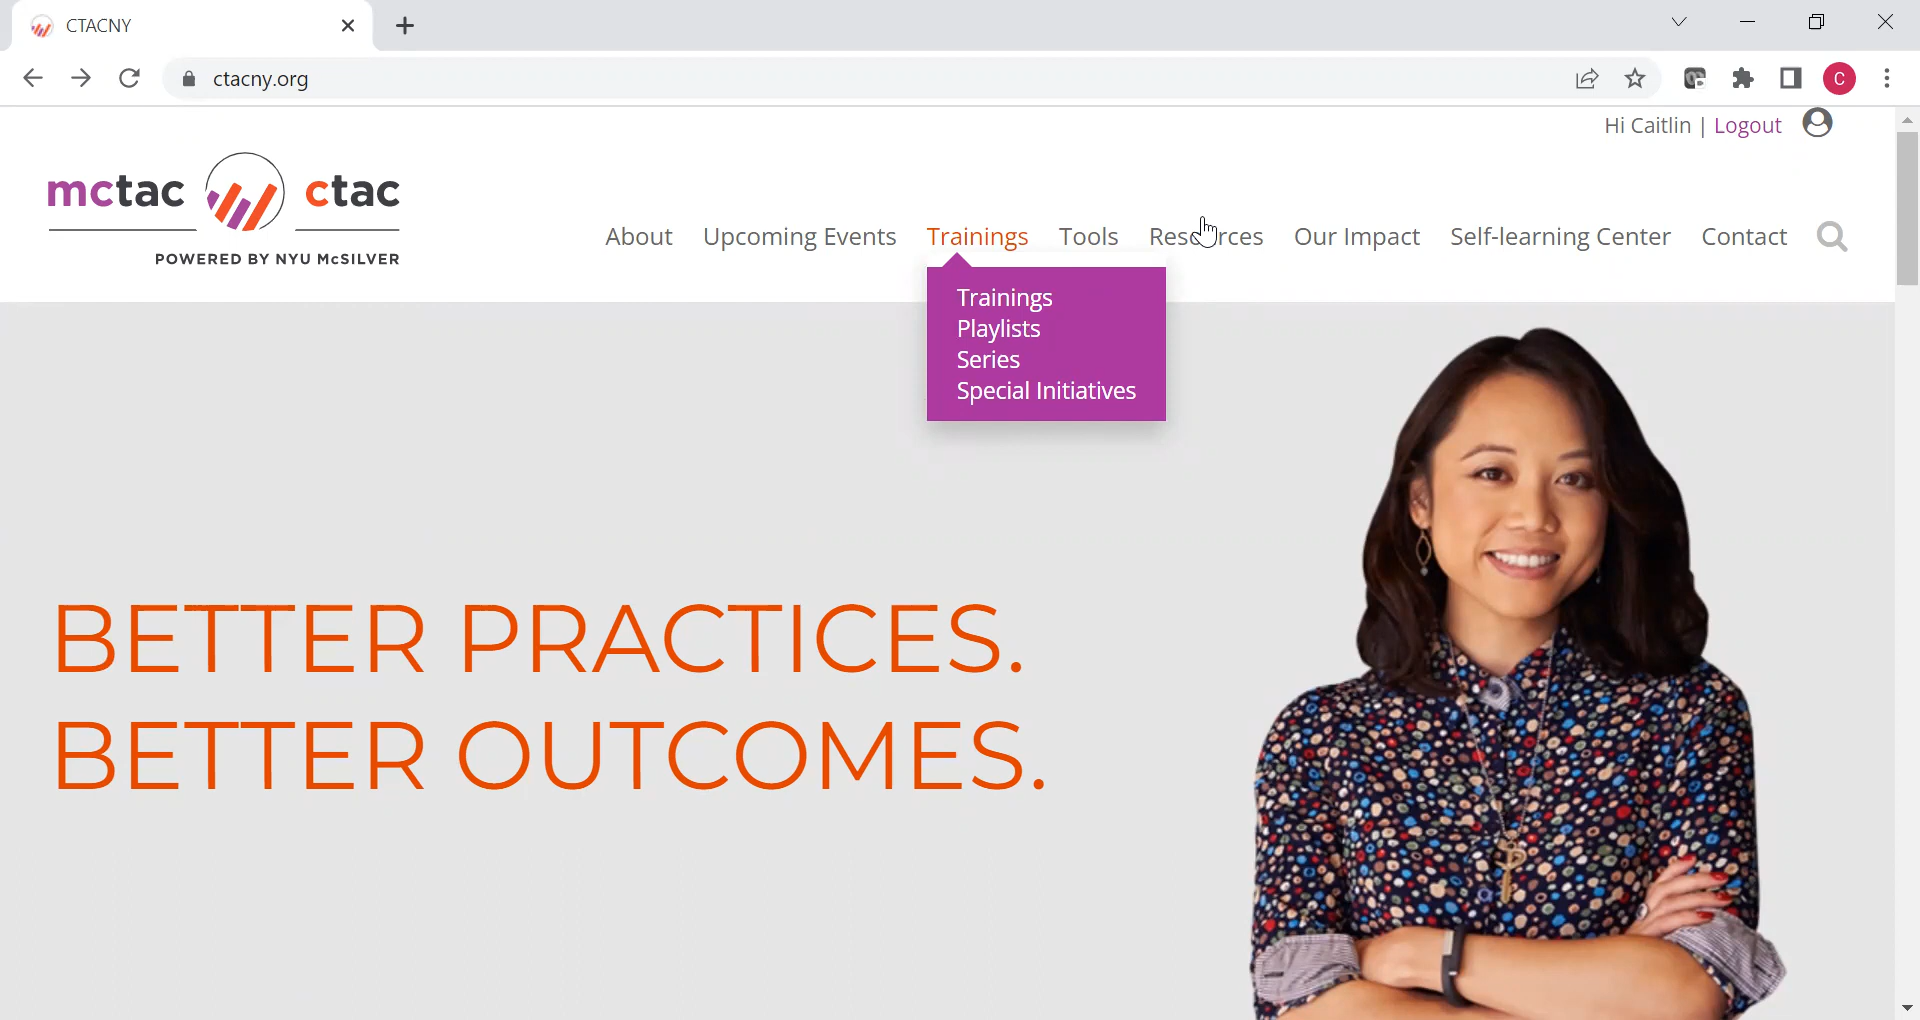 CTACNY
ctacny.org
C
Hi Caitlin | Logout
mctac ctac
POWERED BY NYU McSILVER
About Upcoming Events Trainings Tools Resources Our Impact Self-learning Center Contact
Trainings
Playlists
Series
Special Initiatives
BETTER PRACTICES.
BETTER OUTCOMES.